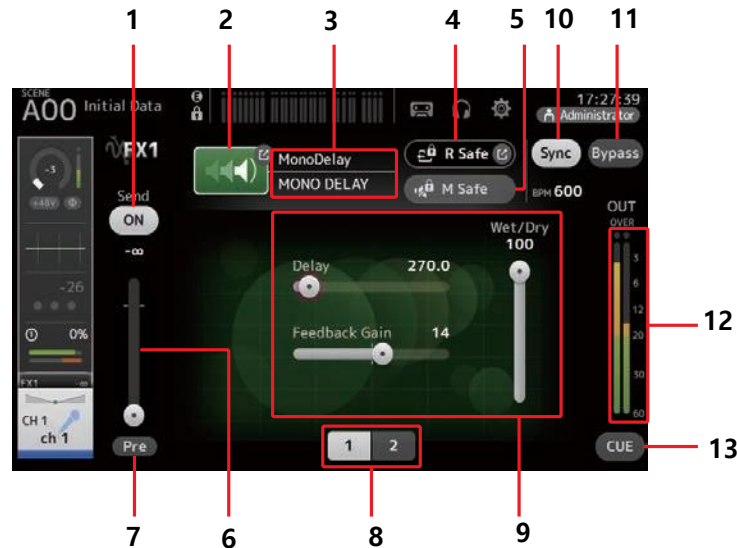 1 2 3 4 5 10 11
SCENE
A00 Initial Data
17:27:39
Administrator
FX1
MonoDelay
MONO DELAY
R Safe
M Safe
Sync
Bypass
BPM 600
-3
+48V Φ
Send
ON
-∞
OUT
OVER
Wet/Dry
100
Delay 270.0
Feedback Gain 14
3
6
12
20
30
60
-26
0%
FX1 -∞
CH 1
ch 1
Pre
1 2
CUE
12
13
7 6 8 9